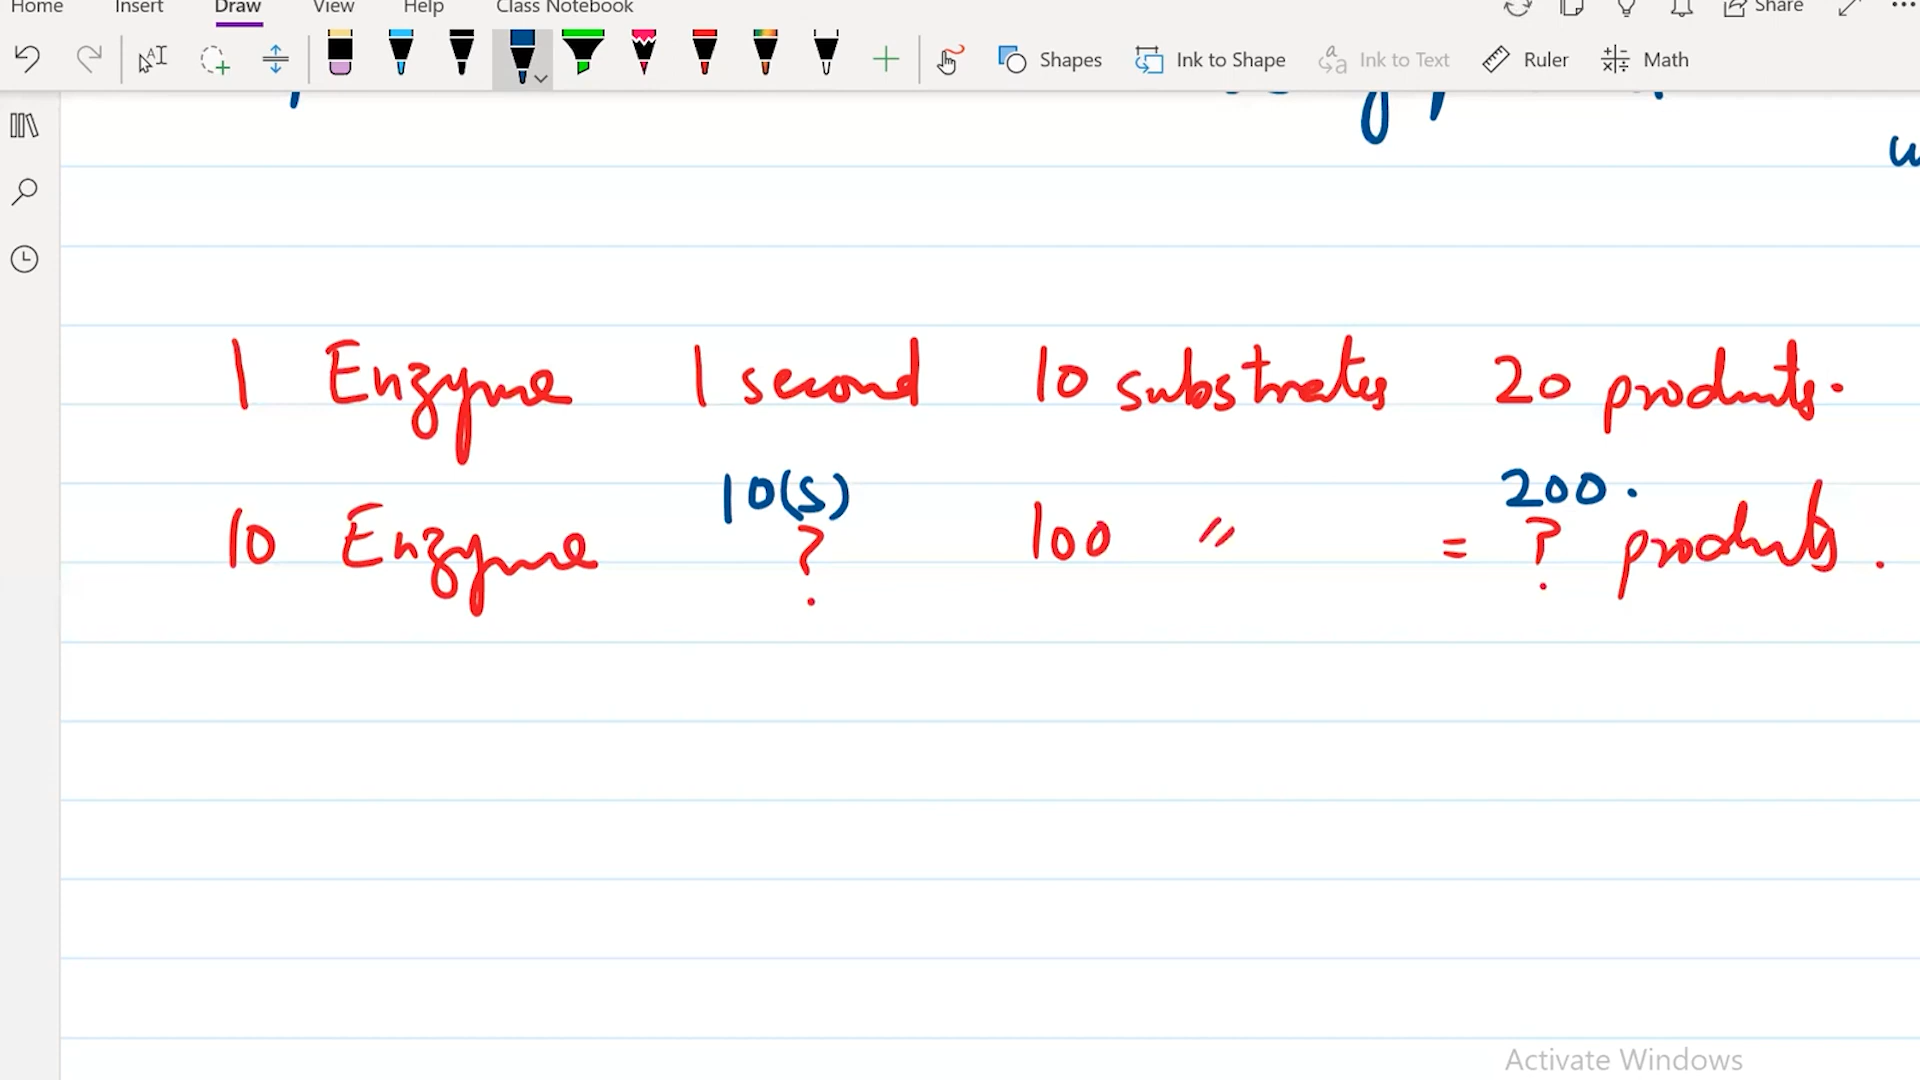 Home Insert Draw View Help Class Notebook Share
Shapes Ink to Shape Ink to Text Ruler Math
1 Enzyme 1 second 10 substrates 20 products.
10(s) 200.
10 Enzyme ? 100 〃 = ? products.
Activate Windows